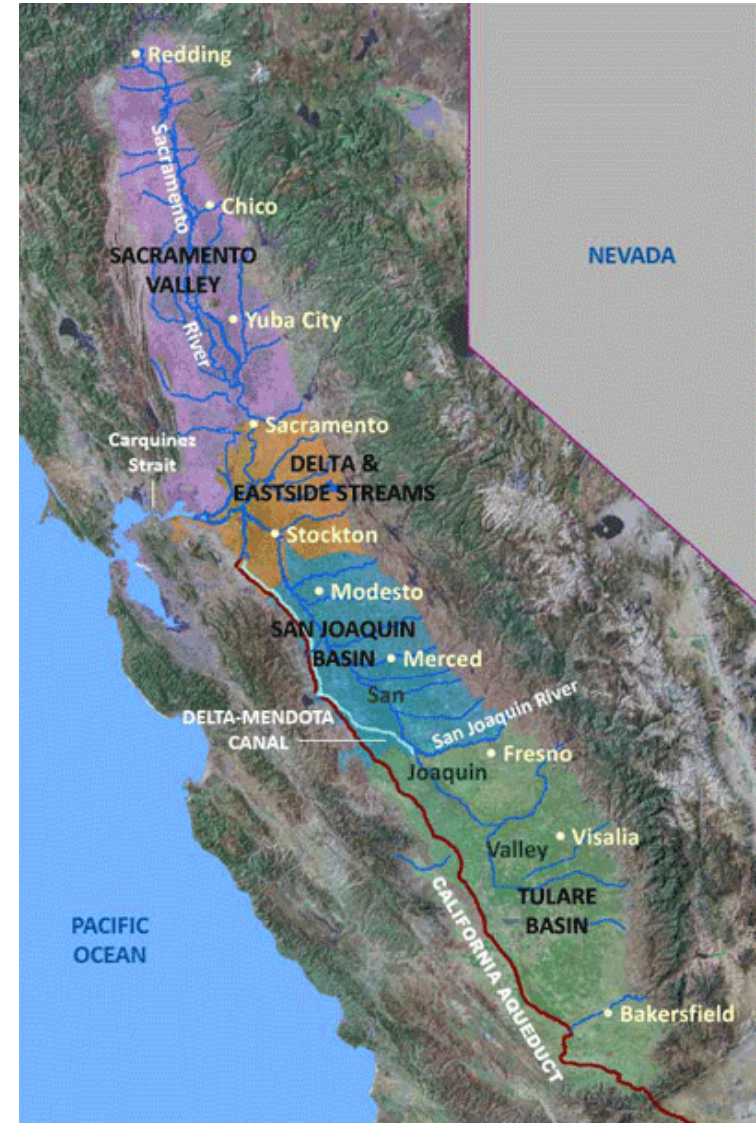 Redding
Sacramento
Chico
SACRAMENTO
VALLEY
NEVADA
Yuba City
River
Sacramento
Carquinez
Strait
DELTA &
EASTSIDE STREAMS
Stockton
Modesto
SAN JOAQUIN
BASIN
Merced
San
DELTA-MENDOTA
CANAL
San Joaquin River
Fresno
Joaquin
Visalia
Valley
TULARE
BASIN
CALIFORNIA AQUEDUCT
PACIFIC
OCEAN
Bakersfield